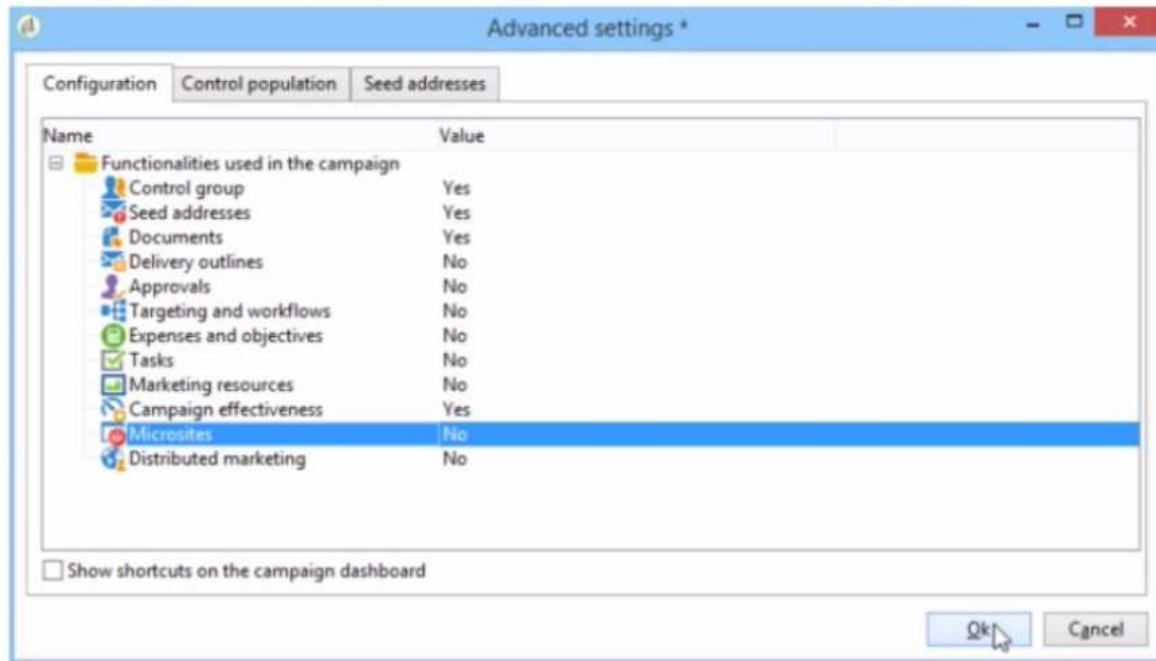 Advanced settings *
Configuration Control population Seed addresses
Name Value
Functionalities used in the campaign
Control group Yes
Seed addresses Yes
Documents Yes
Delivery outlines No
Approvals No
Targeting and workflows No
Expenses and objectives No
Tasks No
Marketing resources No
Campaign effectiveness Yes
Microsites No
Distributed marketing No
Show shortcuts on the campaign dashboard
Ok Cancel